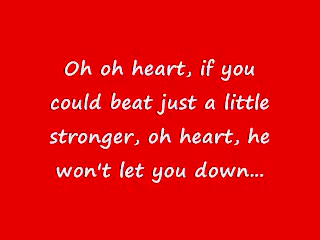 Oh oh heart, if you
could beat just a little
stronger, oh heart, he
won't let you down...